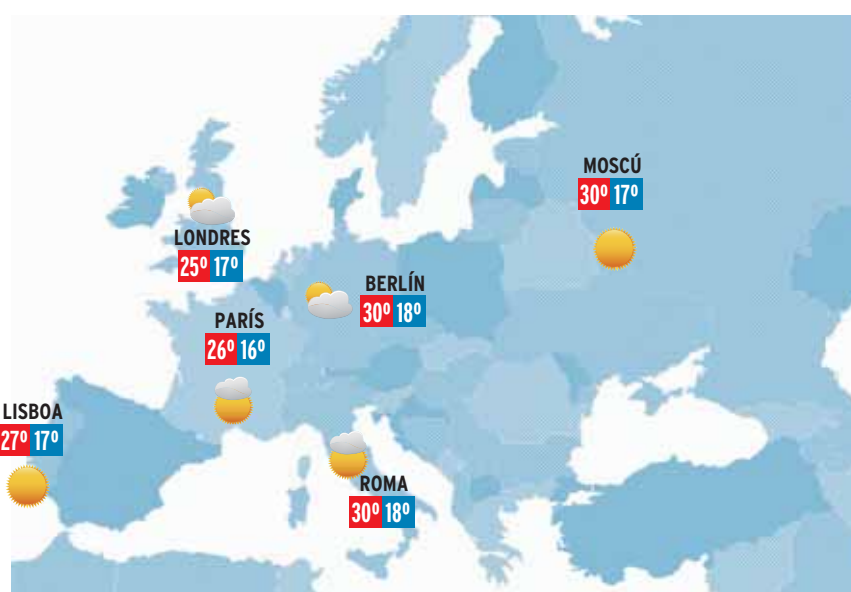 MOSCÚ
30º 17º
LONDRES
25º 17º
BERLÍN
30º 18º
PARÍS
26º 16º
LISBOA
27º 17º
ROMA
30º 18º